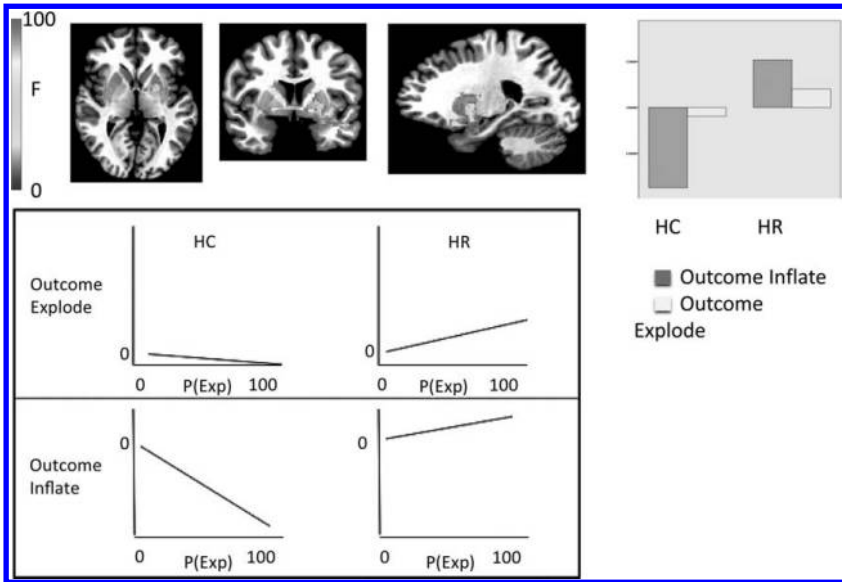 100
F
0
HC
HR
Outcome Inflate
Outcome
Explode
HC
HR
Outcome
Explode
0
0
0
P(Exp)
100
0
P(Exp)
100
Outcome
Inflate
0
0
0
P(Exp)
100
0
P(Exp)
100